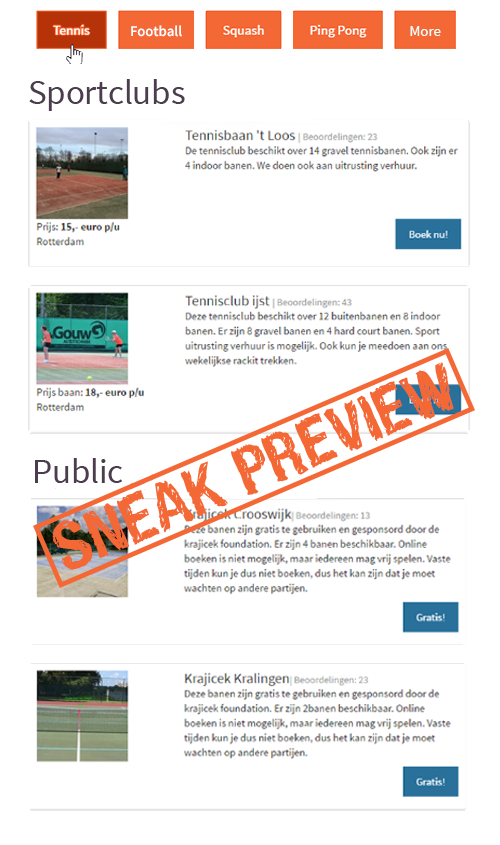 Tennis Football Squash Ping Pong More
Sportclubs
Tennisbaan 't Loos | Beoordelingen: 23
De tennisclub beschikt over 14 gravel tennisbanen. Ook zijn er
4 indoor banen. We doen ook aan uitrusting verhuur.
Prijs: 15,- euro p/u
Rotterdam
Boek nu!
Tennisclub ijst | Beoordelingen: 43
Deze tennisclub beschikt over 12 buitenbanen en 8 indoor
banen. Er zijn 8 gravel banen en 4 hard court banen. Sport
uitrusting verhuur is mogelijk. Ook kun je meedoen aan ons
wekelijkse rackit trekken.
Gouw
Prijs baan: 18,- euro p/u
Rotterdam
SNEAK PREVIEW
Public
Krajicek Crooswijk| Beoordelingen: 13
Deze banen zijn gratis te gebruiken en gesponsord door de
krajicek foundation. Er zijn 4 banen beschikbaar. Online
boeken is niet mogelijk, maar iedereen mag vrij spelen. Vaste
tijden kun je dus niet boeken, dus het kan zijn dat je moet
wachten op andere partijen.
Gratis!
Krajicek Kralingen| Beoordelingen: 23
Deze banen zijn gratis te gebruiken en gesponsord door de
krajicek foundation. Er zijn 2banen beschikbaar. Online
boeken is niet mogelijk, maar iedereen mag vrij spelen. Vaste
tijden kun je dus niet boeken, dus het kan zijn dat je moet
wachten op andere partijen.
Gratis!